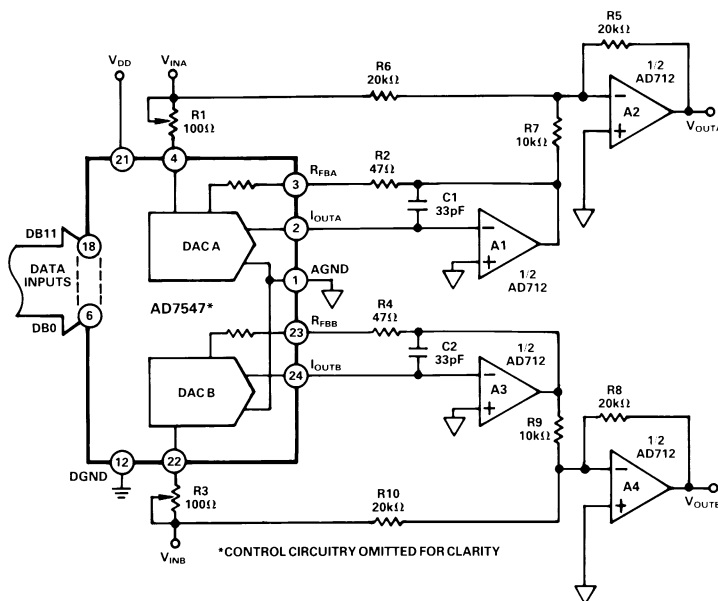 VDD
VINA
R1
100Ω
R6
20kΩ
R5
20kΩ
1/2
AD712
A2
VOUTA
R7
10kΩ
21
4
3
RFBA
R2
47Ω
C1
33pF
2
IOUTA
DAC A
A1
1/2
AD712
DB11
18
DATA
INPUTS
6
DB0
AD7547*
1
AGND
23
RFBB
R4
47Ω
C2
33pF
24
IOUTB
DAC B
1/2
AD712
A3
R9
10kΩ
R8
20kΩ
1/2
AD712
A4
VOUTB
DGND
12
22
R3
100Ω
R10
20kΩ
VINB
*CONTROL CIRCUITRY OMITTED FOR CLARITY